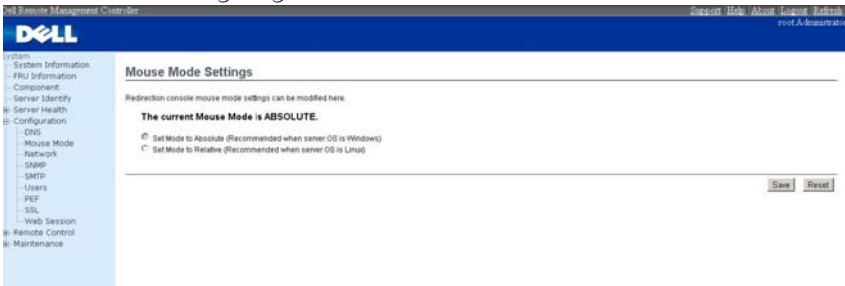 Dell Remote Management Controller
Support Help About Logout Refresh
root:Administrator
DELL
System
System Information
FRU Information
Component
Server Identify
Server Health
Configuration
DNS
Mouse Mode
Network
SNMP
SMTP
Users
PEF
SSL
Web Session
Remote Control
Maintenance
Mouse Mode Settings
Redirection console mouse mode settings can be modified here.
The current Mouse Mode is ABSOLUTE.
Set Mode to Absolute (Recommended when server OS is Windows)
Set Mode to Relative (Recommended when server OS is Linux)
Save Reset